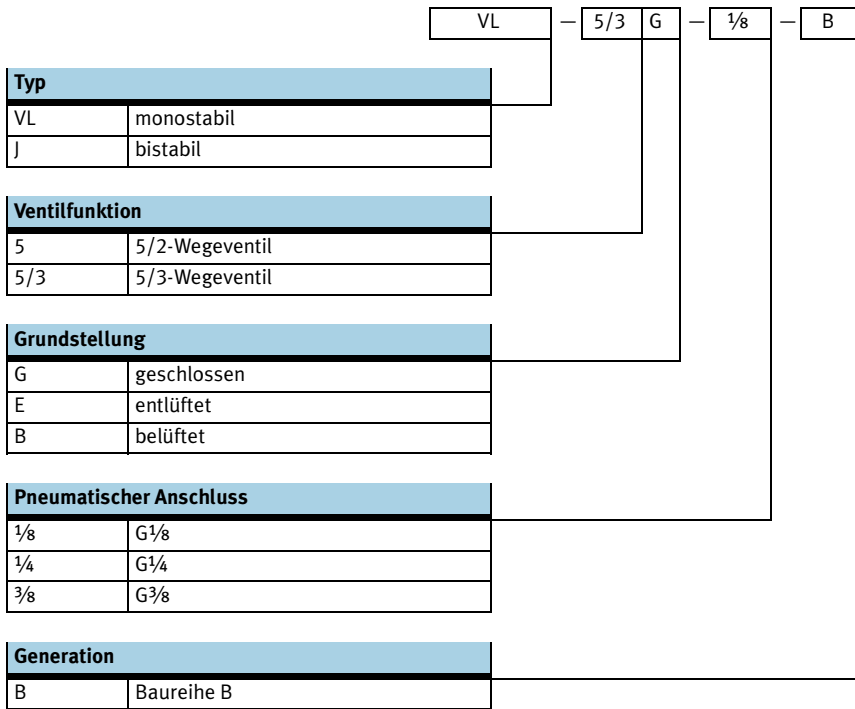 VL — 5/3 G — ⅛ — B
Typ
VL monostabil
J bistabil
Ventilfunktion
5 5/2-Wegeventil
5/3 5/3-Wegeventil
Grundstellung
G geschlossen
E entlüftet
B belüftet
Pneumatischer Anschluss
⅛ G⅛
¼ G¼
⅜ G⅜
Generation
B Baureihe B